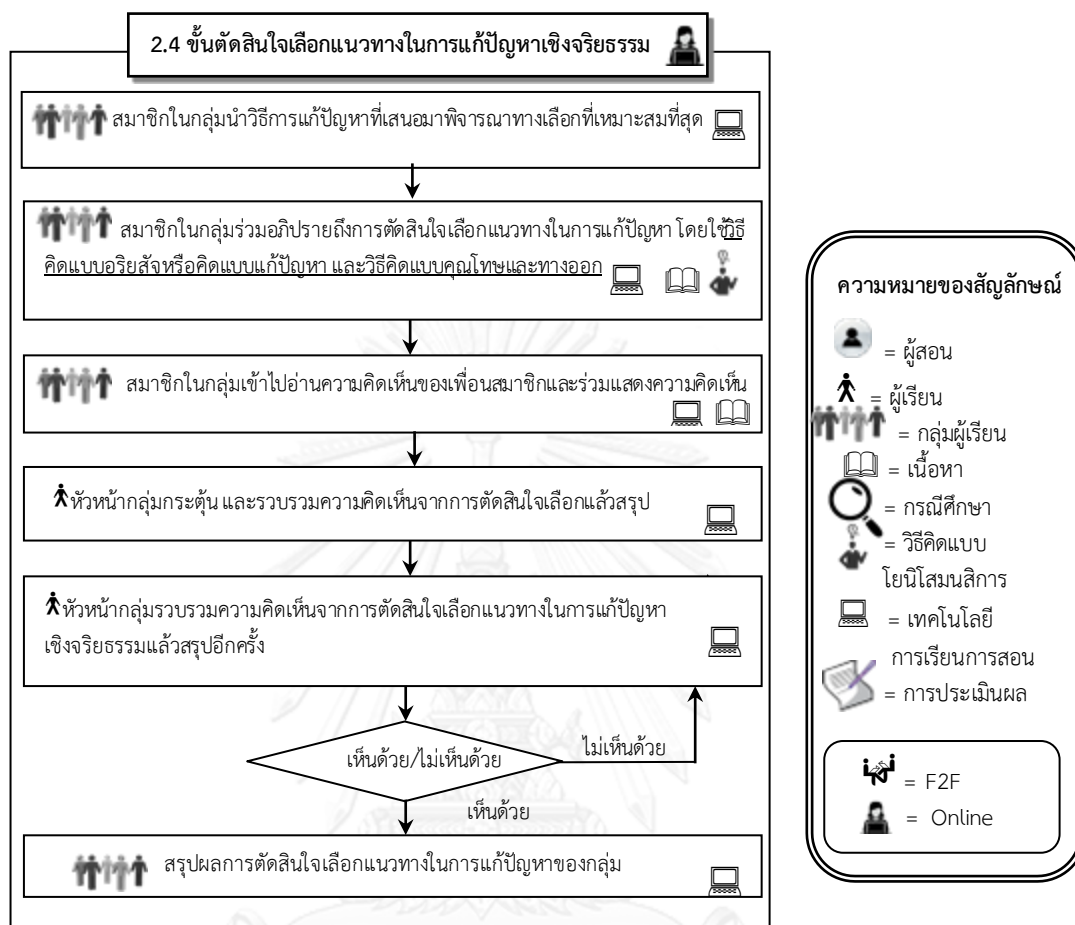 2.4 ขั้นตัดสินใจเลือกแนวทางในการแก้ปัญหาเชิงจริยธรรม
สมาชิกในกลุ่มนำวิธีการแก้ปัญหาที่เสนอมาพิจารณาทางเลือกที่เหมาะสมที่สุด
สมาชิกในกลุ่มร่วมอภิปรายถึงการตัดสินใจเลือกแนวทางในการแก้ปัญหา โดยใช้วิธี
คิดแบบอริยสัจหรือคิดแบบแก้ปัญหา และวิธีคิดแบบคุณโทษและทางออก
สมาชิกในกลุ่มเข้าไปอ่านความคิดเห็นของเพื่อนสมาชิกและร่วมแสดงความคิดเห็น
หัวหน้ากลุ่มกระตุ้น และรวบรวมความคิดเห็นจากการตัดสินใจเลือกแล้วสรุป
หัวหน้ากลุ่มรวบรวมความคิดเห็นจากการตัดสินใจเลือกแนวทางในการแก้ปัญหา
เชิงจริยธรรมแล้วสรุปอีกครั้ง
เห็นด้วย/ไม่เห็นด้วย
ไม่เห็นด้วย
เห็นด้วย
สรุปผลการตัดสินใจเลือกแนวทางในการแก้ปัญหาของกลุ่ม
ความหมายของสัญลักษณ์
= ผู้สอน
= ผู้เรียน
= กลุ่มผู้เรียน
= เนื้อหา
= กรณีศึกษา
= วิธีคิดแบบ
โยนิโสมนสิการ
= เทคโนโลยี
การเรียนการสอน
= การประเมินผล
= F2F
= Online